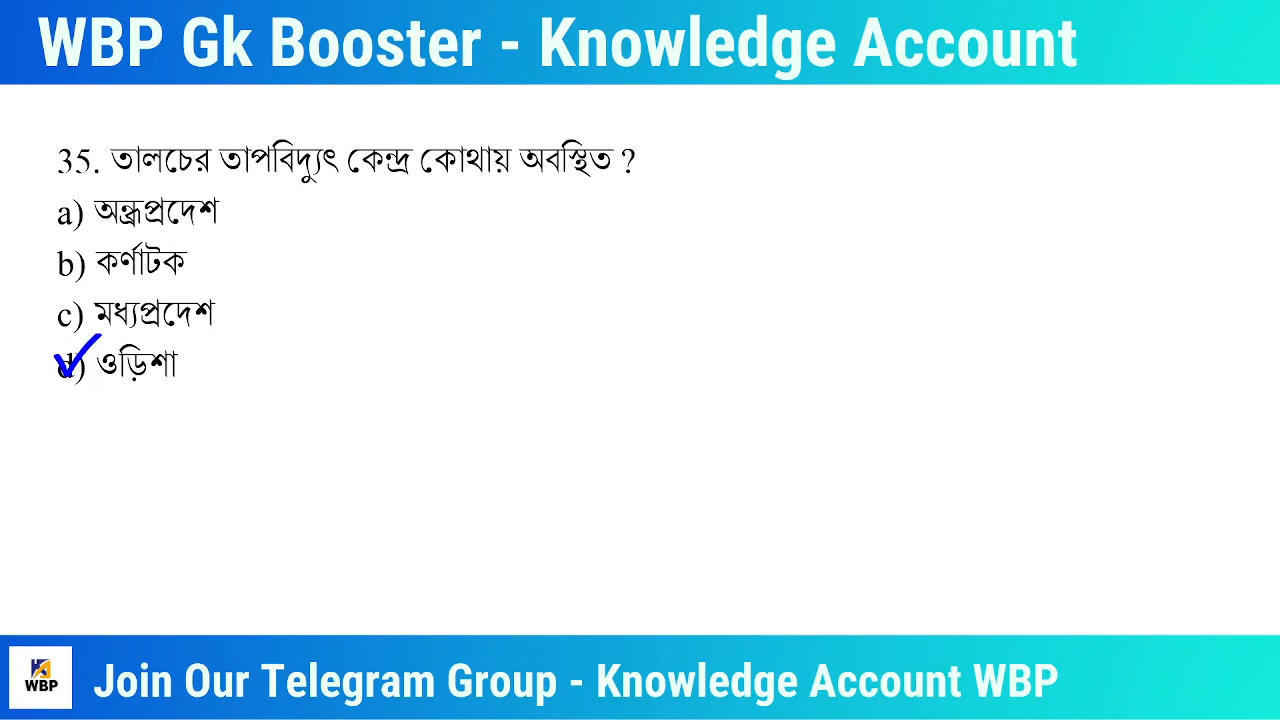 WBP Gk Booster - Knowledge Account
35. তালচের তাপবিদ্যুৎ কেন্দ্র কোথায় অবস্থিত ?
a) অন্ধ্রপ্রদেশ
b) কর্ণাটক
c) মধ্যপ্রদেশ
d) ওড়িশা
WBP
Join Our Telegram Group - Knowledge Account WBP